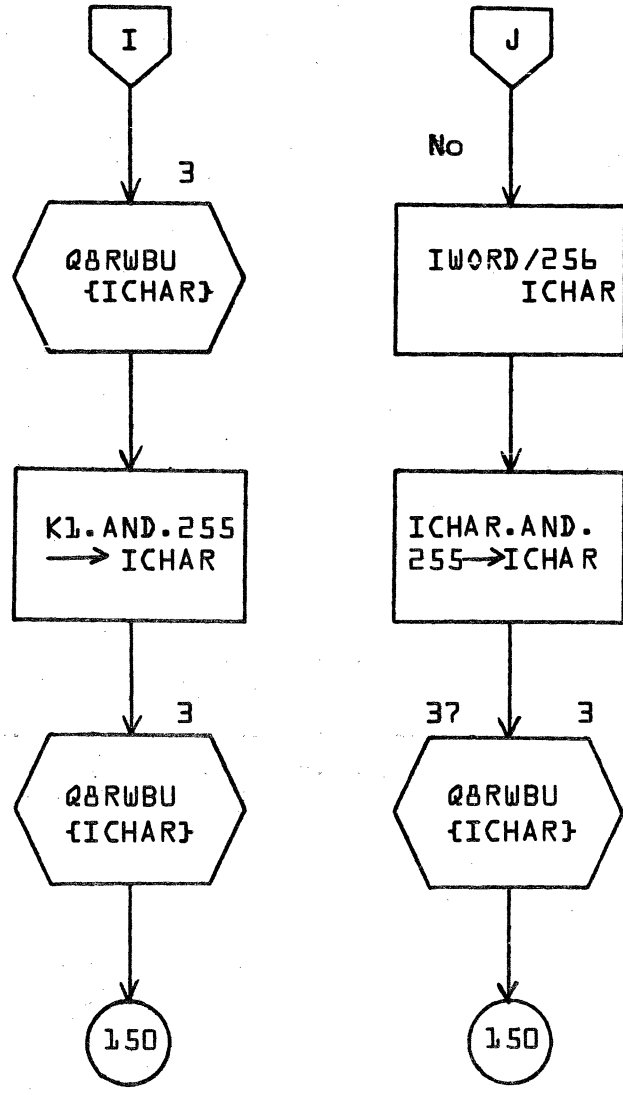 I
3
Q8RWBU
{ICHAR}
K1.AND.255
→ ICHAR
3
Q8RWBU
{ICHAR}
150
J
No
IWORD/256
ICHAR
ICHAR.AND.
255→ICHAR
37 3
Q8RWBU
{ICHAR}
150